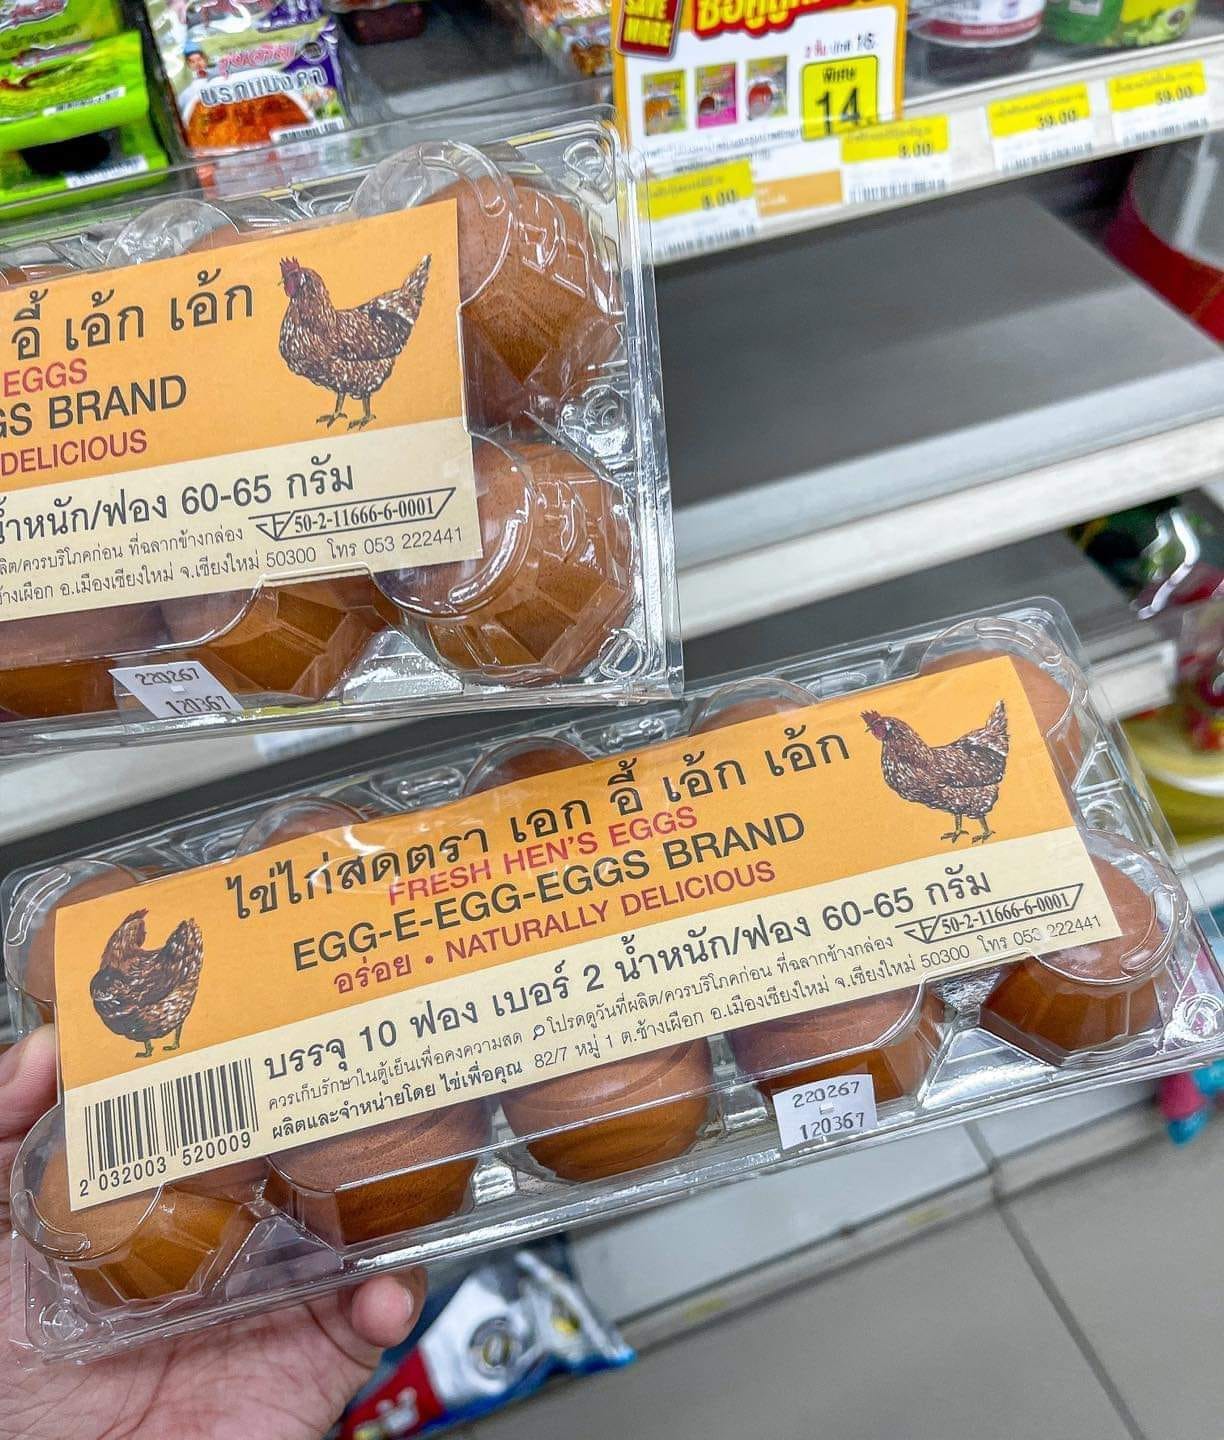 SAVE
MORE
พิเศษ
14
8.00
8.00
39.00
59.00
อี้ เอ้ก เอ้ก
EGGS
GS BRAND
DELICIOUS
น้ำหนัก/ฟอง 60-65 กรัม
ผลิต/ควรบริโภคก่อน ที่ฉลากข้างกล่อง
50-2-11666-6-0001
ช้างเผือก อ.เมืองเชียงใหม่ จ.เชียงใหม่ 50300 โทร 053 222441
220267
120367
ไข่ไก่สดตรา เอก อี้ เอ้ก เอ้ก
FRESH HEN'S EGGS
EGG-E-EGG-EGGS BRAND
อร่อย • NATURALLY DELICIOUS
บรรจุ 10 ฟอง เบอร์ 2 น้ำหนัก/ฟอง 60-65 กรัม
ควรเก็บรักษาในตู้เย็นเพื่อคงความสด โปรดดูวันที่ผลิต/ควรบริโภคก่อน ที่ฉลากข้างกล่อง
50-2-11666-6-0001
ผลิตและจำหน่ายโดย ไข่เพื่อคุณ 82/7 หมู่ 1 ต.ช้างเผือก อ.เมืองเชียงใหม่ จ.เชียงใหม่ 50300 โทร 053 222441
2 032003 520009
220267
120367